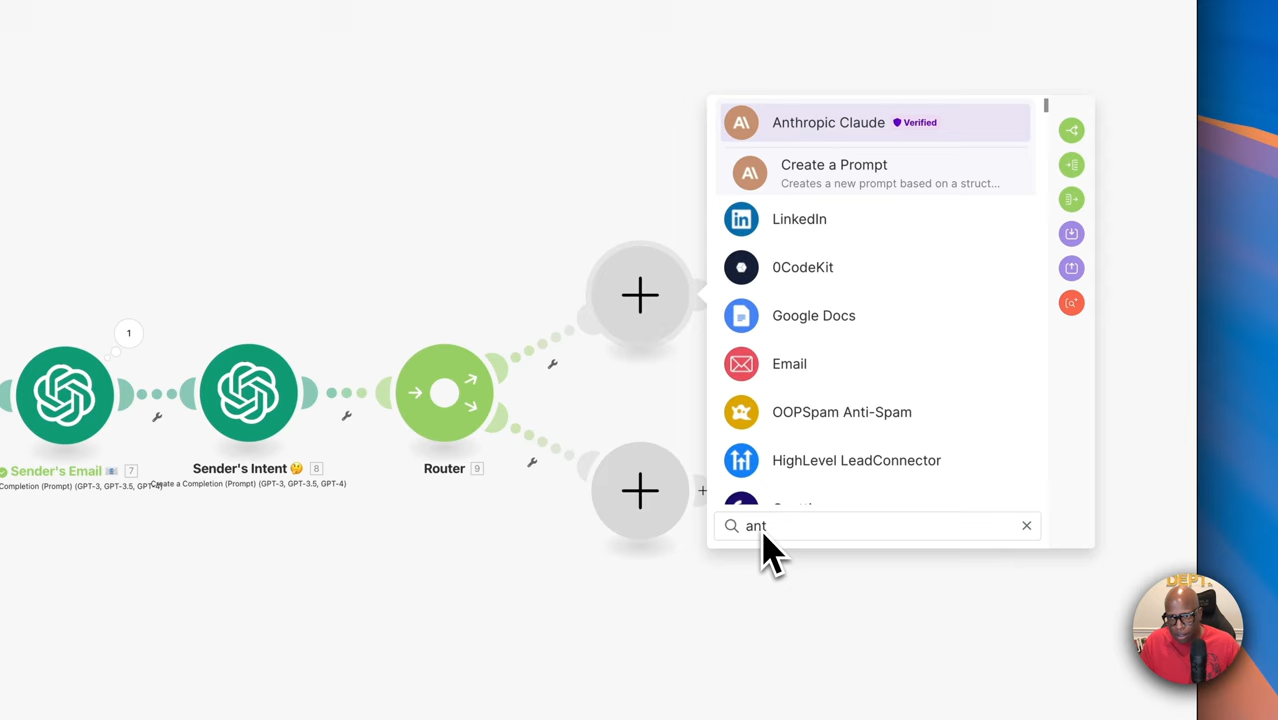 Anthropic Claude Verified
Create a Prompt
Creates a new prompt based on a struct...
LinkedIn
0CodeKit
Google Docs
Email
OOPSpam Anti-Spam
HighLevel LeadConnector
ant
1
Sender's Email 📧 7
Completion (Prompt) (GPT-3, GPT-3.5, GPT-4)
Sender's Intent 🤔 8
Create a Completion (Prompt) (GPT-3, GPT-3.5, GPT-4)
Router 9
DEPT.